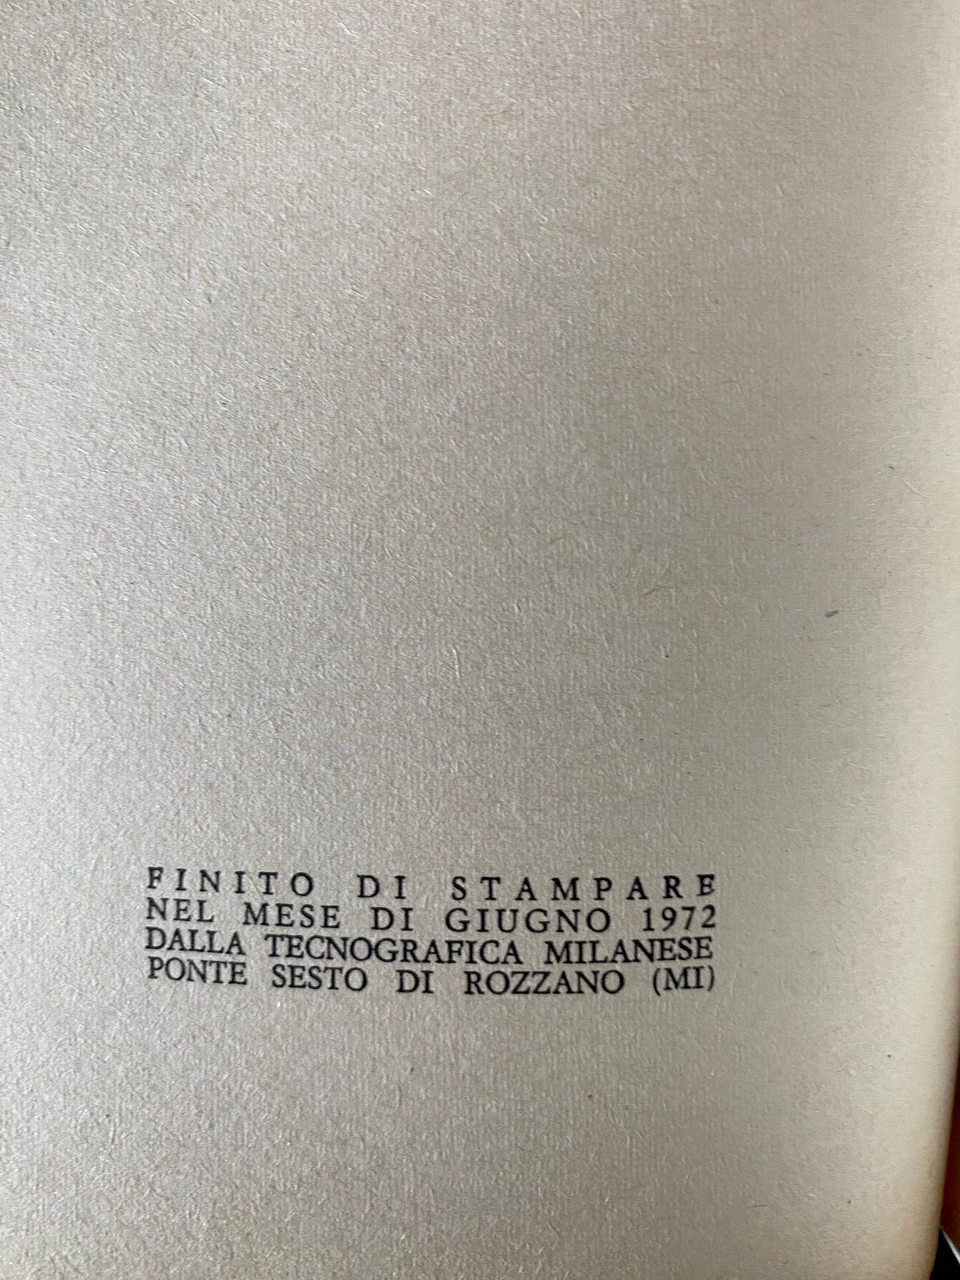 FINITO DI STAMPARE
NEL MESE DI GIUGNO 1972
DALLA TECNOGRAFICA MILANESE
PONTE SESTO DI ROZZANO (MI)